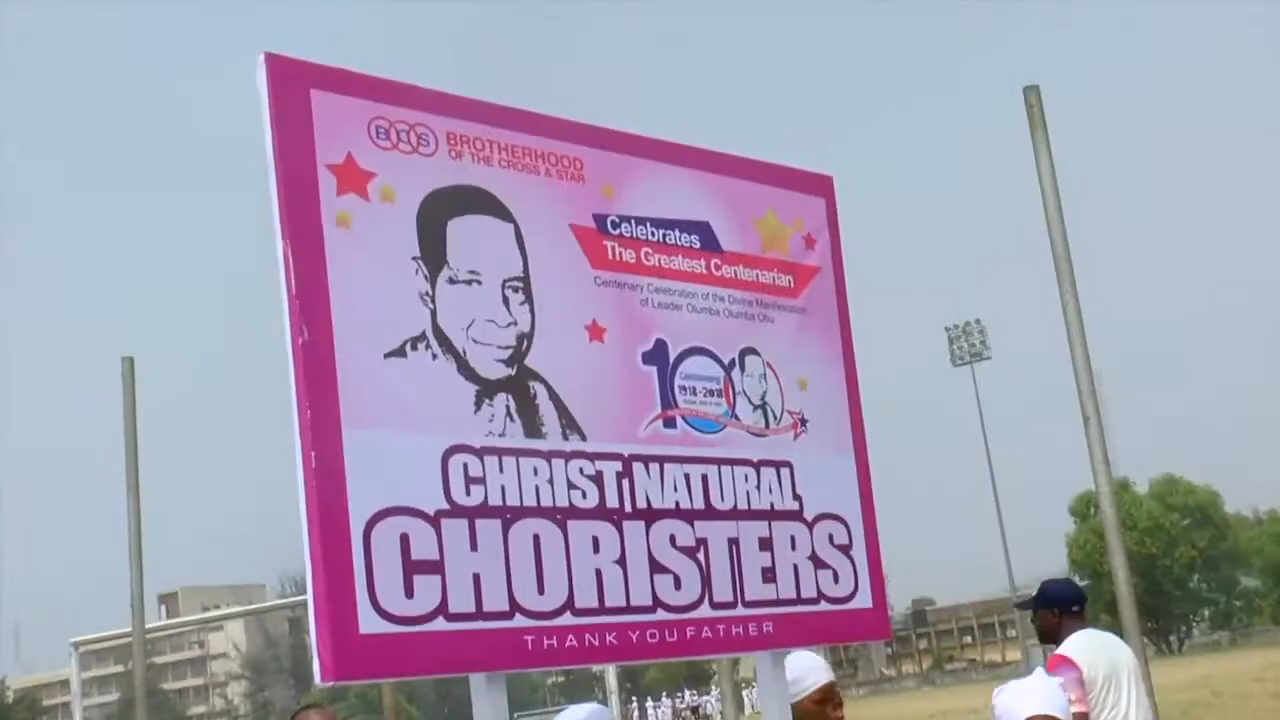 BCS BROTHERHOOD
OF THE CROSS & STAR
Celebrates
The Greatest Centenarian
Centenary Celebration of the Divine Manifestation
of Leader Olumba Olumba Obu
100
1918-2018
CHRIST NATURAL
CHORISTERS
THANK YOU FATHER